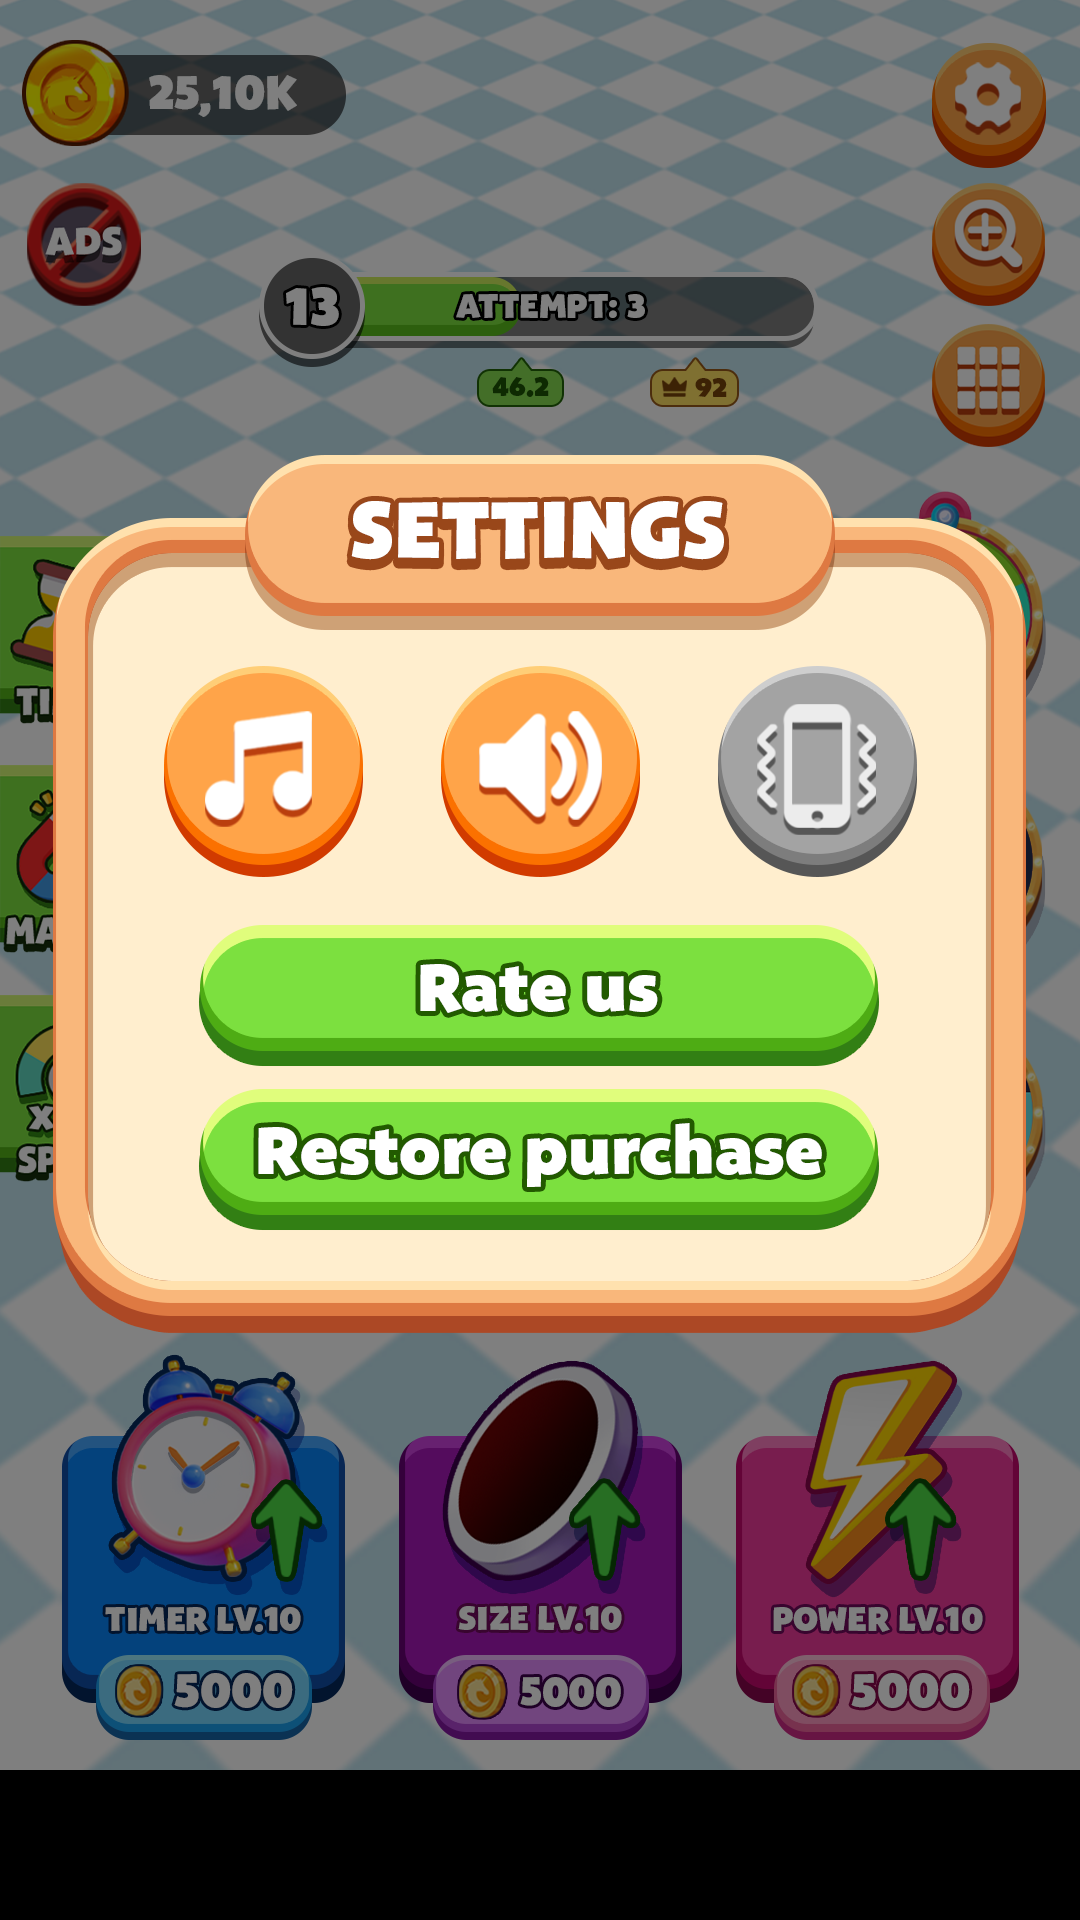 25,10K
ADS
13
ATTEMPT: 3
46.2
92
SETTINGS
Rate us
Restore purchase
TIMER LV.10
SIZE LV.10
POWER LV.10
5000
5000
5000